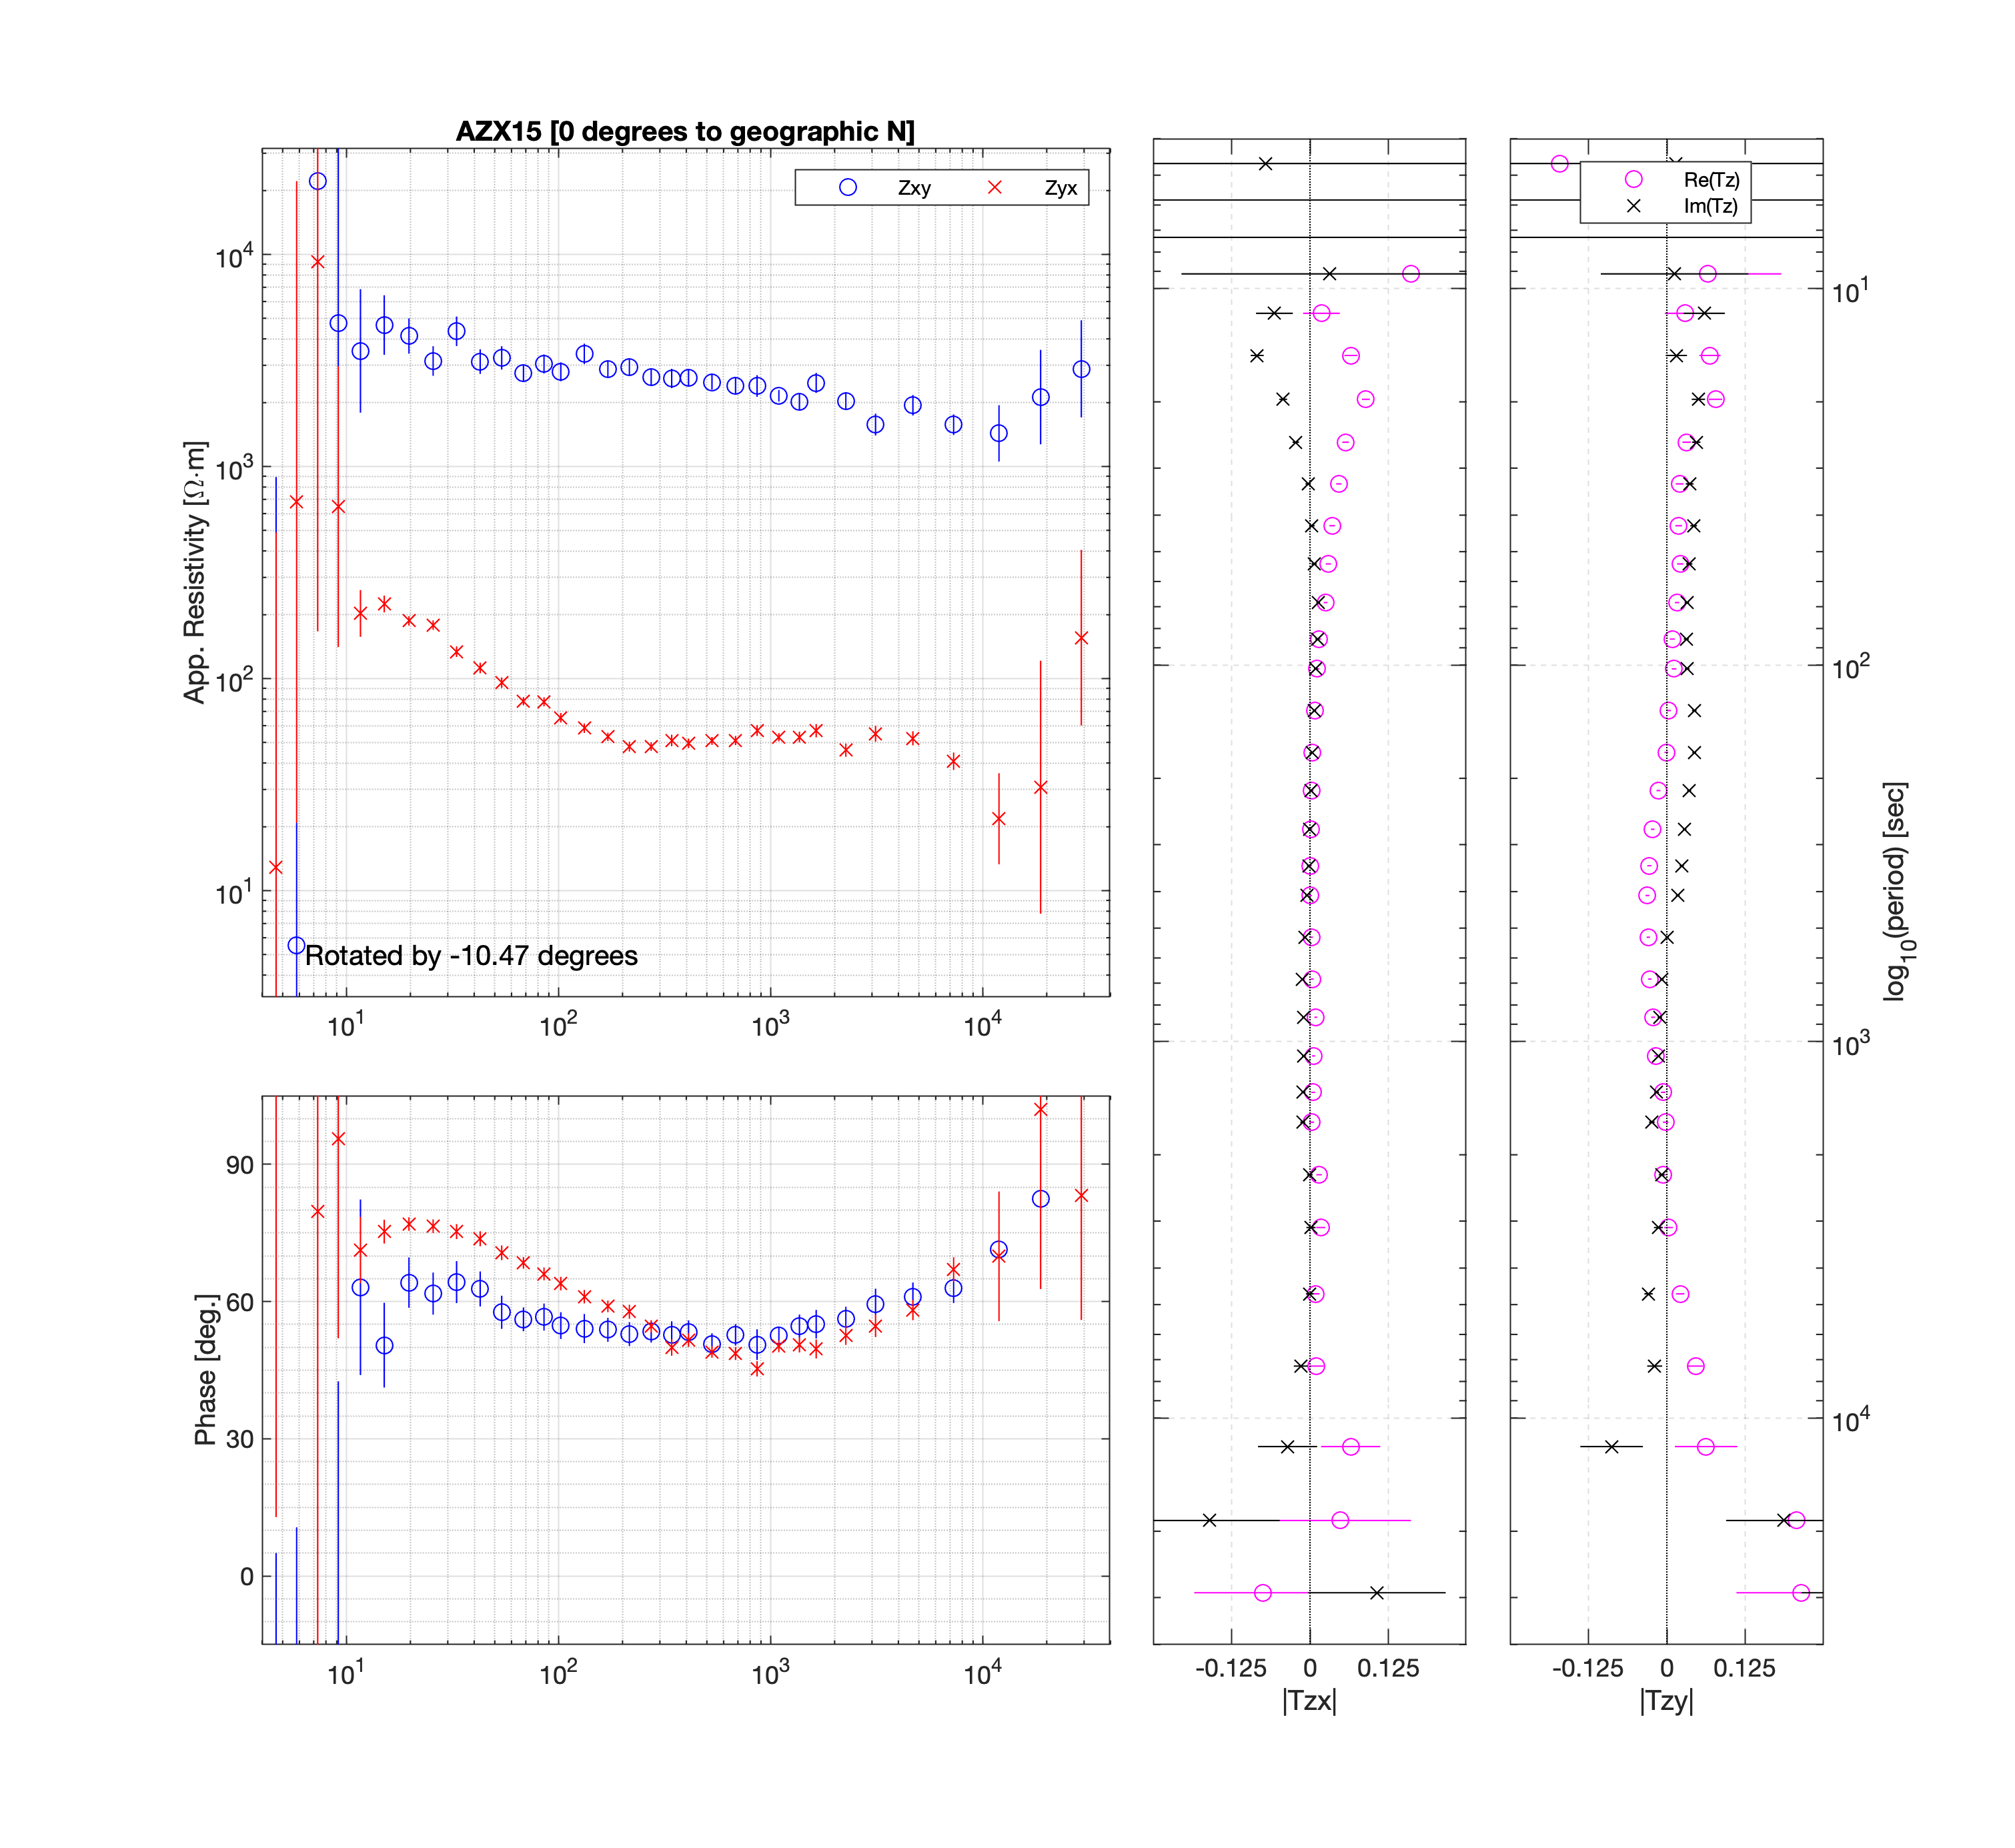 AZX15 [0 degrees to geographic N]
Zxy Zyx
App. Resistivity [Ω·m]
10^4
10^3
10^2
10^1
Rotated by -10.47 degrees
10^1 10^2 10^3 10^4
Phase [deg.]
90
60
30
0
10^1 10^2 10^3 10^4
-0.125 0 0.125
|Tzx|
Re(Tz)
Im(Tz)
-0.125 0 0.125
|Tzy|
10^1
10^2
10^3
10^4
log_10(period) [sec]